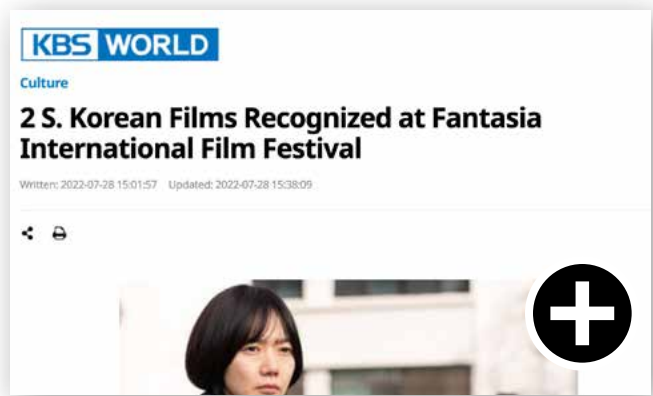 KBS WORLD
Culture
2 S. Korean Films Recognized at Fantasia
International Film Festival
Written: 2022-07-28 15:01:57 Updated: 2022-07-28 15:38:09